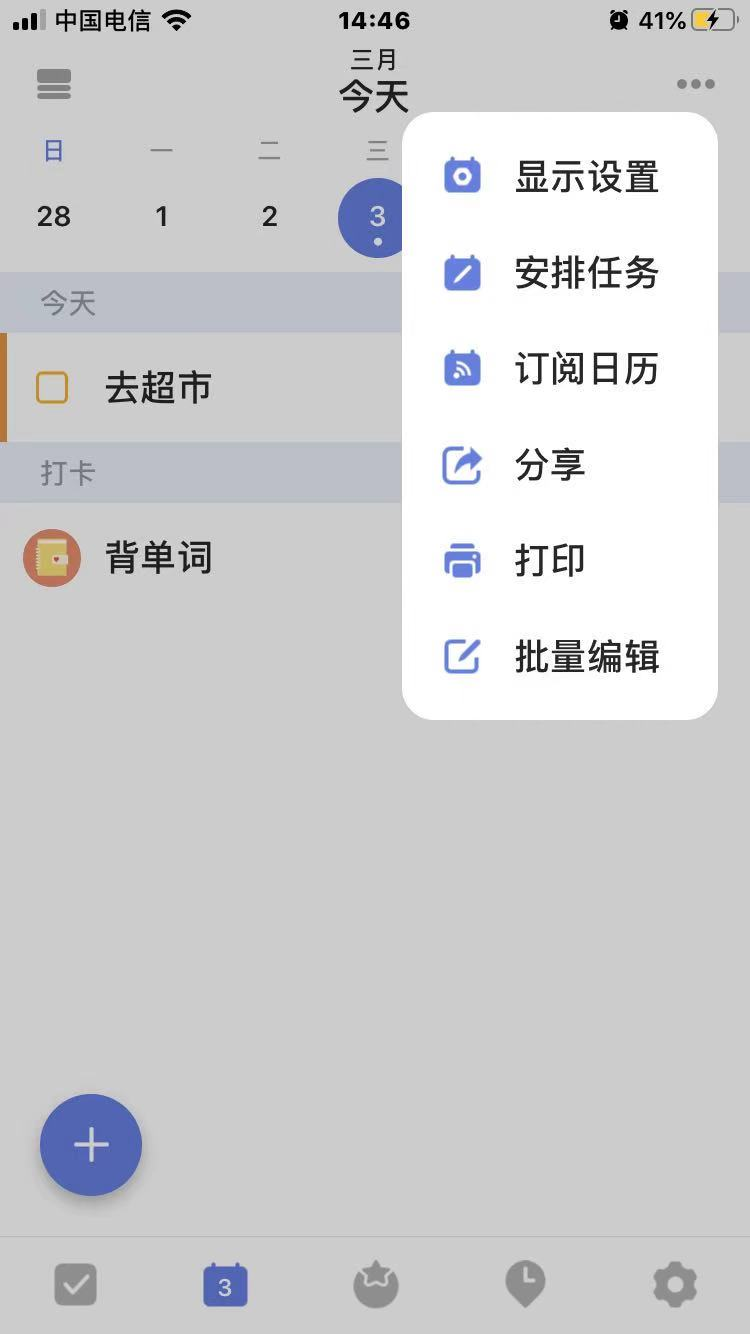 中国电信 14:46 41%
三月
今天
日 一 二 三
28 1 2 3
今天
去超市
打卡
背单词
显示设置
安排任务
订阅日历
分享
打印
批量编辑
3